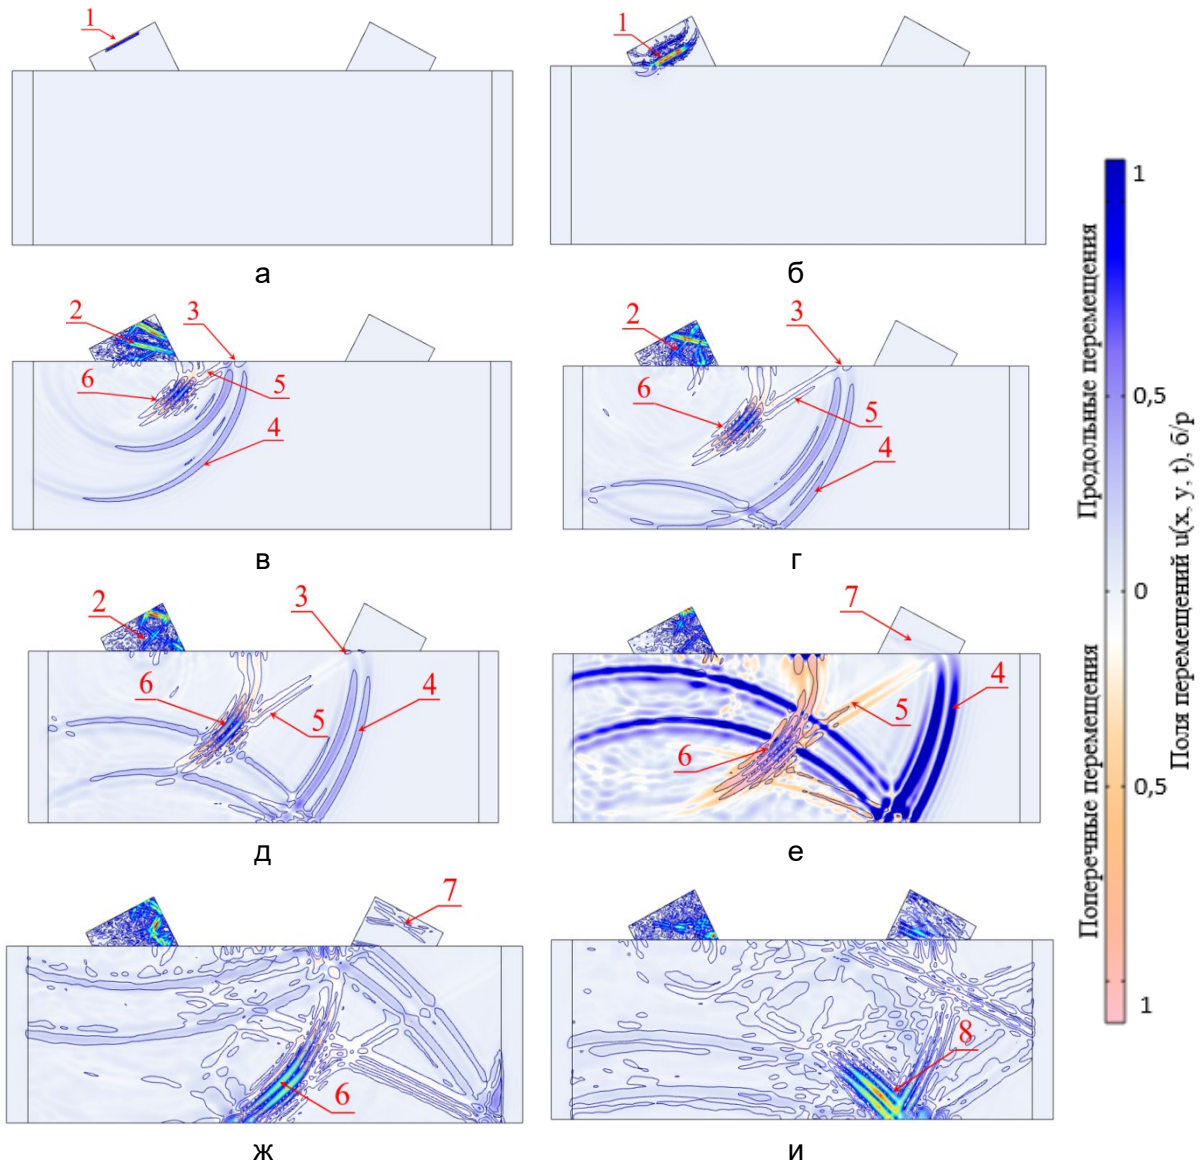 1
1
а
б
2
3
6
5
4
2
3
6
5
4
в
г
2
3
6
5
4
7
4
5
6
д
е
7
6
8
ж
и
1
0,5
0
0,5
1
Продольные перемещения
Поперечные перемещения
Поля перемещений u(x, y, t), б/р